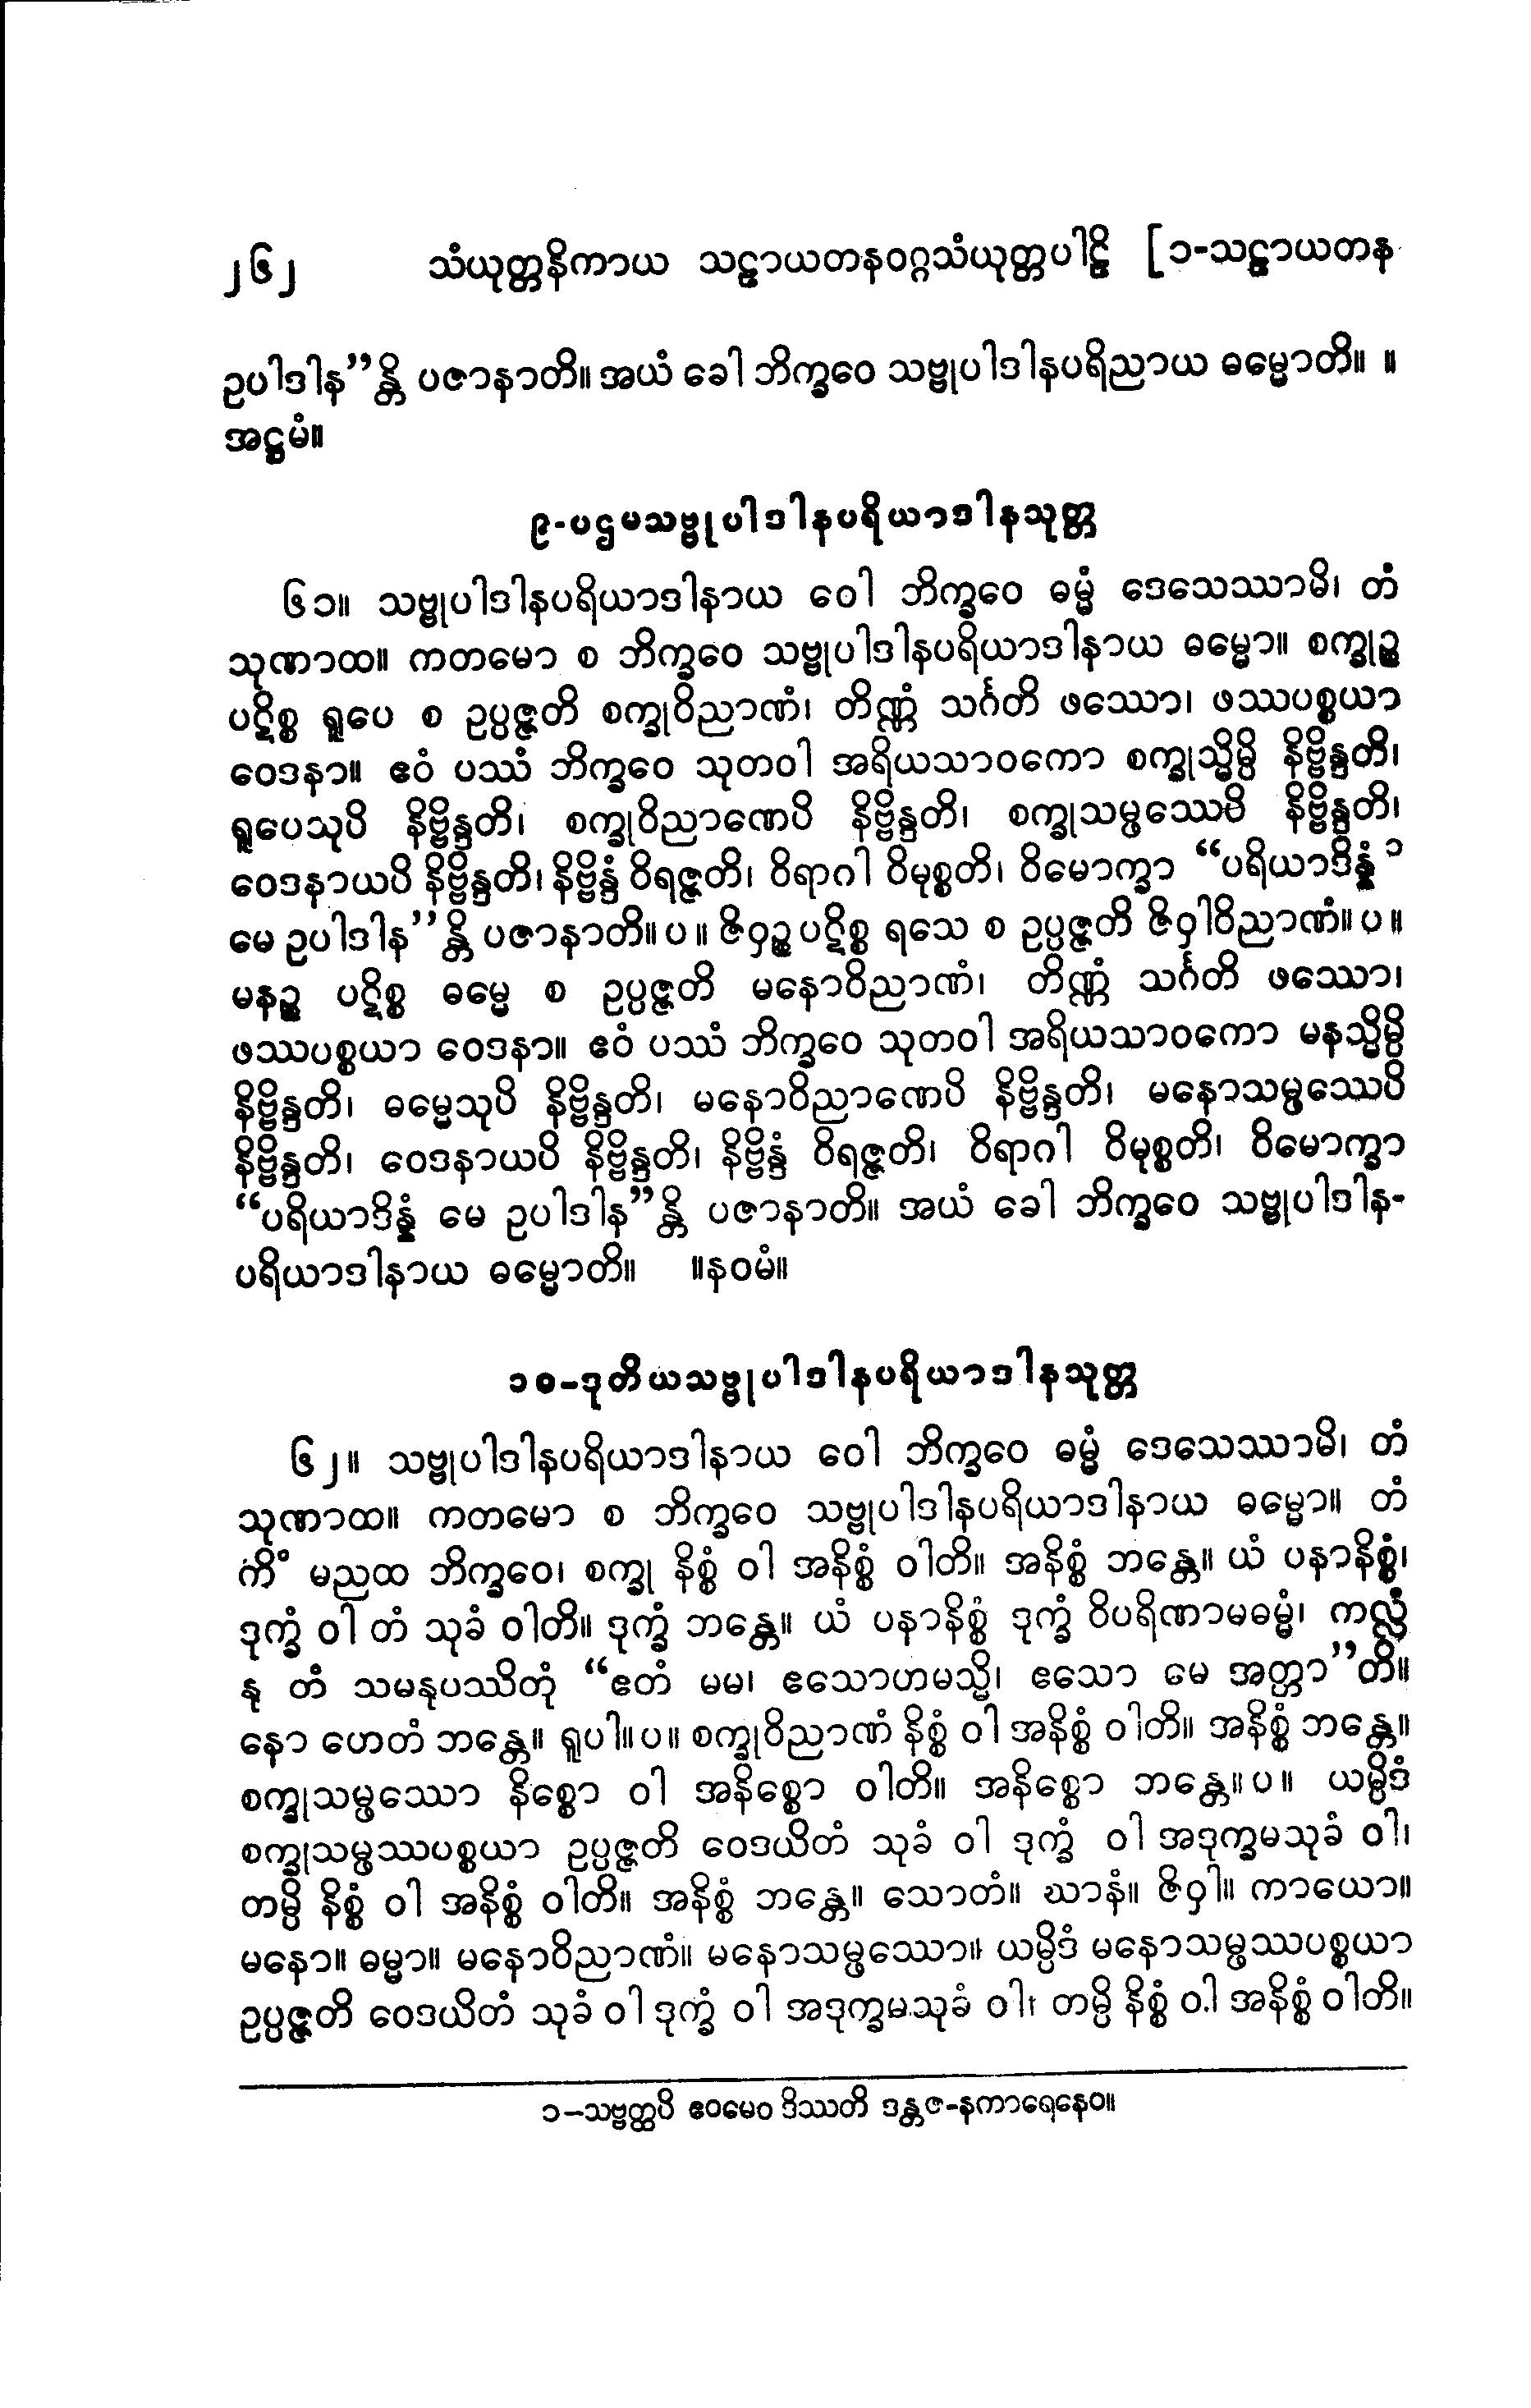 ၂၆၂ သံယုတ္တနိကာယ သဠာယတနဝဂ္ဂသံယုတ္တပါဠိ [၁-သဠာယတန
ဥပါဒါန”န္တိ ပဇာနာတိ။ အယံ ခေါ ဘိက္ခဝေ သဗ္ဗုပါဒါနပရိညာယ ဓမ္မောတိ။ ။
အဋ္ဌမံ။
၉-ပဌမသဗ္ဗုပါဒါနပရိယာဒါနသုတ္တ
၆၁။ သဗ္ဗုပါဒါနပရိယာဒါနာယ ဝေါ ဘိက္ခဝေ ဓမ္မံ ဒေသေဿာမိ၊ တံ
သုဏာထ။ ကတမော စ ဘိက္ခဝေ သဗ္ဗုပါဒါနပရိယာဒါနာယ ဓမ္မော။ စက္ခုဉ္စ
ပဋိစ္စ ရူပေ စ ဥပ္ပဇ္ဇတိ စက္ခုဝိညာဏံ၊ တိဏ္ဏံ သင်္ဂတိ ဖဿော၊ ဖဿပစ္စယာ
ဝေဒနာ။ ဧဝံ ပဿံ ဘိက္ခဝေ သုတဝါ အရိယသာဝကော စက္ခုသ္မိမ္ပိ နိဗ္ဗိန္ဒတိ၊
ရူပေသုပိ နိဗ္ဗိန္ဒတိ၊ စက္ခုဝိညာဏေပိ နိဗ္ဗိန္ဒတိ၊ စက္ခုသမ္ဖဿေပိ နိဗ္ဗိန္ဒတိ၊
ဝေဒနာယပိ နိဗ္ဗိန္ဒတိ၊ နိဗ္ဗိန္ဒံ ဝိရဇ္ဇတိ၊ ဝိရာဂါ ဝိမုစ္စတိ၊ ဝိမောက္ခာ “ပရိယာဒိန္နံ ၁
မေ ဥပါဒါန”န္တိ ပဇာနာတိ။ပ။ ဇိဝှဉ္စ ပဋိစ္စ ရသေ စ ဥပ္ပဇ္ဇတိ ဇိဝှါဝိညာဏံ။ပ။
မနဉ္စ ပဋိစ္စ ဓမ္မေ စ ဥပ္ပဇ္ဇတိ မနောဝိညာဏံ၊ တိဏ္ဏံ သင်္ဂတိ ဖဿော၊
ဖဿပစ္စယာ ဝေဒနာ။ ဧဝံ ပဿံ ဘိက္ခဝေ သုတဝါ အရိယသာဝကော မနသ္မိမ္ပိ
နိဗ္ဗိန္ဒတိ၊ ဓမ္မေသုပိ နိဗ္ဗိန္ဒတိ၊ မနောဝိညာဏေပိ နိဗ္ဗိန္ဒတိ၊ မနောသမ္ဖဿေပိ
နိဗ္ဗိန္ဒတိ၊ ဝေဒနာယပိ နိဗ္ဗိန္ဒတိ၊ နိဗ္ဗိန္ဒံ ဝိရဇ္ဇတိ၊ ဝိရာဂါ ဝိမုစ္စတိ၊ ဝိမောက္ခာ
“ပရိယာဒိန္နံ မေ ဥပါဒါန”န္တိ ပဇာနာတိ။ အယံ ခေါ ဘိက္ခဝေ သဗ္ဗုပါဒါန-
ပရိယာဒါနာယ ဓမ္မောတိ။ ။နဝမံ။
၁၀-ဒုတိယသဗ္ဗုပါဒါနပရိယာဒါနသုတ္တ
၆၂။ သဗ္ဗုပါဒါနပရိယာဒါနာယ ဝေါ ဘိက္ခဝေ ဓမ္မံ ဒေသေဿာမိ၊ တံ
သုဏာထ။ ကတမော စ ဘိက္ခဝေ သဗ္ဗုပါဒါနပရိယာဒါနာယ ဓမ္မော။ တံ
ကိံ မညထ ဘိက္ခဝေ၊ စက္ခု နိစ္စံ ဝါ အနိစ္စံ ဝါတိ။ အနိစ္စံ ဘန္တေ။ ယံ ပနာနိစ္စံ၊
ဒုက္ခံ ဝါ တံ သုခံ ဝါတိ။ ဒုက္ခံ ဘန္တေ။ ယံ ပနာနိစ္စံ ဒုက္ခံ ဝိပရိဏာမဓမ္မံ၊ ကလ္လံ
နု တံ သမနုပဿိတုံ “ဧတံ မမ၊ ဧသောဟမသ္မိ၊ ဧသော မေ အတ္တာ”တိ။
နော ဟေတံ ဘန္တေ။ ရူပါ။ပ။ စက္ခုဝိညာဏံ နိစ္စံ ဝါ အနိစ္စံ ဝါတိ။ အနိစ္စံ ဘန္တေ။
စက္ခုသမ္ဖဿော နိစ္စော ဝါ အနိစ္စော ဝါတိ။ အနိစ္စော ဘန္တေ။ပ။ ယမ္ပိဒံ
စက္ခုသမ္ဖဿပစ္စယာ ဥပ္ပဇ္ဇတိ ဝေဒယိတံ သုခံ ဝါ ဒုက္ခံ ဝါ အဒုက္ခမသုခံ ဝါ၊
တမ္ပိ နိစ္စံ ဝါ အနိစ္စံ ဝါတိ။ အနိစ္စံ ဘန္တေ။ သောတံ။ ဃာနံ။ ဇိဝှါ။ ကာယော။
မနော။ ဓမ္မာ။ မနောဝိညာဏံ။ မနောသမ္ဖဿော။ ယမ္ပိဒံ မနောသမ္ဖဿပစ္စယာ
ဥပ္ပဇ္ဇတိ ဝေဒယိတံ သုခံ ဝါ ဒုက္ခံ ဝါ အဒုက္ခမသုခံ ဝါ၊ တမ္ပိ နိစ္စံ ဝါ အနိစ္စံ ဝါတိ။
၁-သဗ္ဗတ္ထပိ ဧဝမေဝ ဒိဿတိ ဒန္တဇ-နကာရေနေဝ။